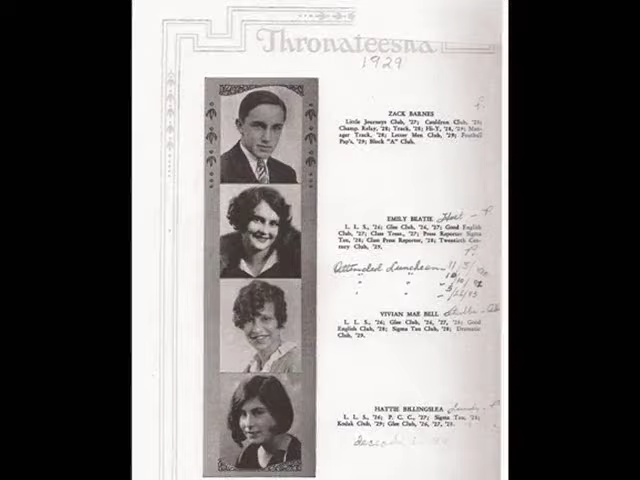 Thronateeska
1929
ZACK BARNES
Little Journeys Club, '27; Cauldron Club, '28;
Champ. Relay, '28; Track, '28; Hi-Y, '28, '29; Man-
ager Track, '28; Letter Men Club, '29; Football
'29; Block "A" Club.
EMILY BEATIE
L. L. S., '26; Glee Club, '26, '27; Good English
Club, '27; Class Treas., '27; Press Reporter Sigma
Tau, '28; Class Press Reporter, '28; Twentieth Cen-
tury Club, '29.
Attended Luncheon
VIVIAN MAE BELL
L. L. S., '26; Glee Club, '26, '27, '28; Good
English Club, '28; Sigma Tau Club, '28; Dramatic
Club, '29.
HATTIE BILLINGSLEA
L. L. S., '26; P. C. C., '27; Sigma Tau, '28;
Kodak Club, '29; Glee Club, '26, '27, '28.